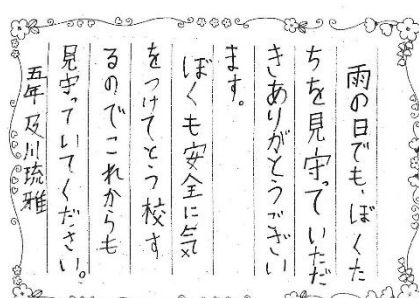 雨の日でも、ぼくた
ちを見守っていただ
きありがとうござい
ます。
ぼくも安全に気
をつけてとう校す
るのでこれからも
見守っていてください。
五年 及川琉雅